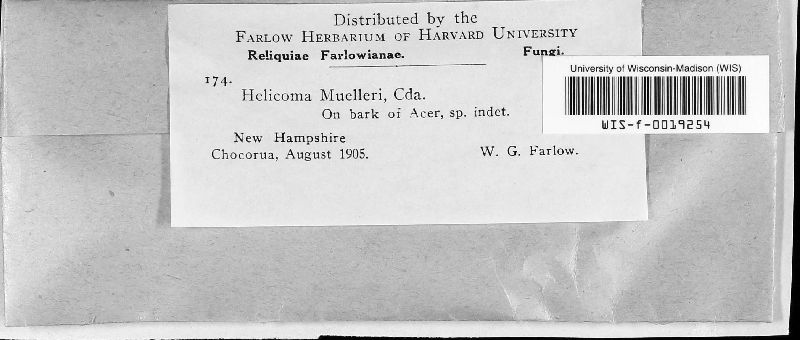 Distributed by the
Farlow Herbarium of Harvard University
Reliquiae Farlowianae. Fungi.
University of Wisconsin-Madison (WIS)
WIS-f-0019254
174.
Helicoma Muelleri, Cda.
On bark of Acer, sp. indet.
New Hampshire
Chocorua, August 1905. W. G. Farlow.